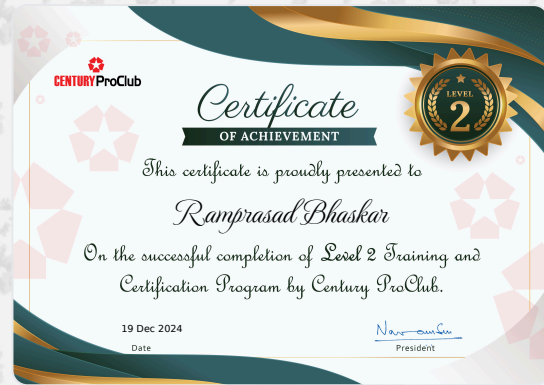 CENTURY ProClub
LEVEL
2
Certificate
OF ACHIEVEMENT
This certificate is proudly presented to
Ramprasad Bhaskar
On the successful completion of Level 2 Training and
Certification Program by Century ProClub.
19 Dec 2024
Date
President